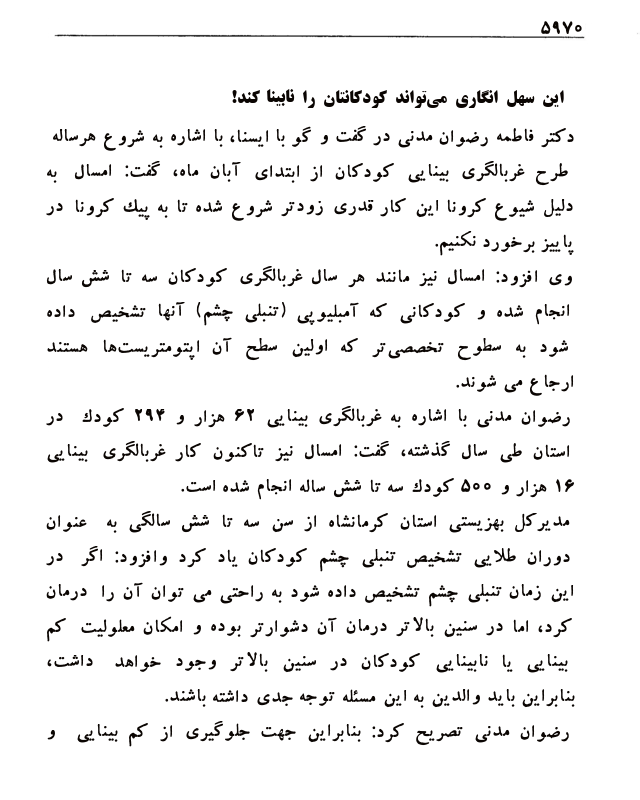 ۵۹۷۰
این سهل انگاری می‌تواند کودکانتان را نابینا کند!
دکتر فاطمه رضوان مدنی در گفت و گو با ایسنا، با اشاره به شروع هرساله
طرح غربالگری بینایی کودکان از ابتدای آبان ماه، گفت: امسال به
دلیل شیوع کرونا این کار قدری زودتر شروع شده تا به پیك کرونا در
پاییز برخورد نکنیم.
وی افزود: امسال نیز مانند هر سال غربالگری کودکان سه تا شش سال
انجام شده و کودکانی که آمبلیوپی (تنبلی چشم) آنها تشخیص داده
شود به سطوح تخصصی‌تر که اولین سطح آن اپتومتریست‌ها هستند
ارجاع می شوند.
رضوان مدنی با اشاره به غربالگری بینایی ۶۲ هزار و ۲۹۴ کودك در
استان طی سال گذشته، گفت: امسال نیز تاکنون کار غربالگری بینایی
۱۶ هزار و ۵۰۰ کودك سه تا شش ساله انجام شده است.
مدیرکل بهزیستی استان کرمانشاه از سن سه تا شش سالگی به عنوان
دوران طلایی تشخیص تنبلی چشم کودکان یاد کرد وافزود: اگر در
این زمان تنبلی چشم تشخیص داده شود به راحتی می توان آن را درمان
کرد، اما در سنین بالاتر درمان آن دشوارتر بوده و امکان معلولیت کم
بینایی یا نابینایی کودکان در سنین بالاتر وجود خواهد داشت،
بنابراین باید والدین به این مسئله توجه جدی داشته باشند.
رضوان مدنی تصریح کرد: بنابراین جهت جلوگیری از کم بینایی و